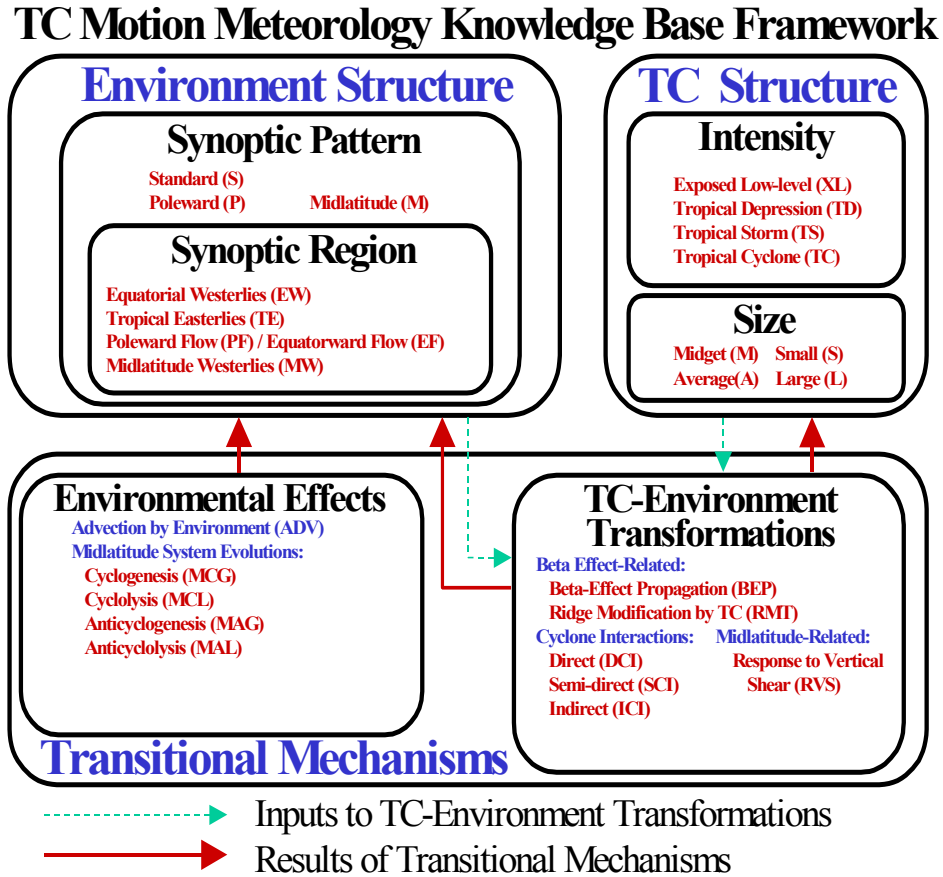 TC Motion Meteorology Knowledge Base Framework
Environment Structure
Synoptic Pattern
Standard (S)
Poleward (P) Midlatitude (M)
Synoptic Region
Equatorial Westerlies (EW)
Tropical Easterlies (TE)
Poleward Flow (PF) / Equatorward Flow (EF)
Midlatitude Westerlies (MW)
TC Structure
Intensity
Exposed Low-level (XL)
Tropical Depression (TD)
Tropical Storm (TS)
Tropical Cyclone (TC)
Size
Midget (M) Small (S)
Average(A) Large (L)
Environmental Effects
Advection by Environment (ADV)
Midlatitude System Evolutions:
Cyclogenesis (MCG)
Cyclolysis (MCL)
Anticyclogenesis (MAG)
Anticyclolysis (MAL)
TC-Environment
Transformations
Beta Effect-Related:
Beta-Effect Propagation (BEP)
Ridge Modification by TC (RMT)
Cyclone Interactions: Midlatitude-Related:
Direct (DCI) Response to Vertical
Semi-direct (SCI) Shear (RVS)
Indirect (ICI)
Transitional Mechanisms
Inputs to TC-Environment Transformations
Results of Transitional Mechanisms